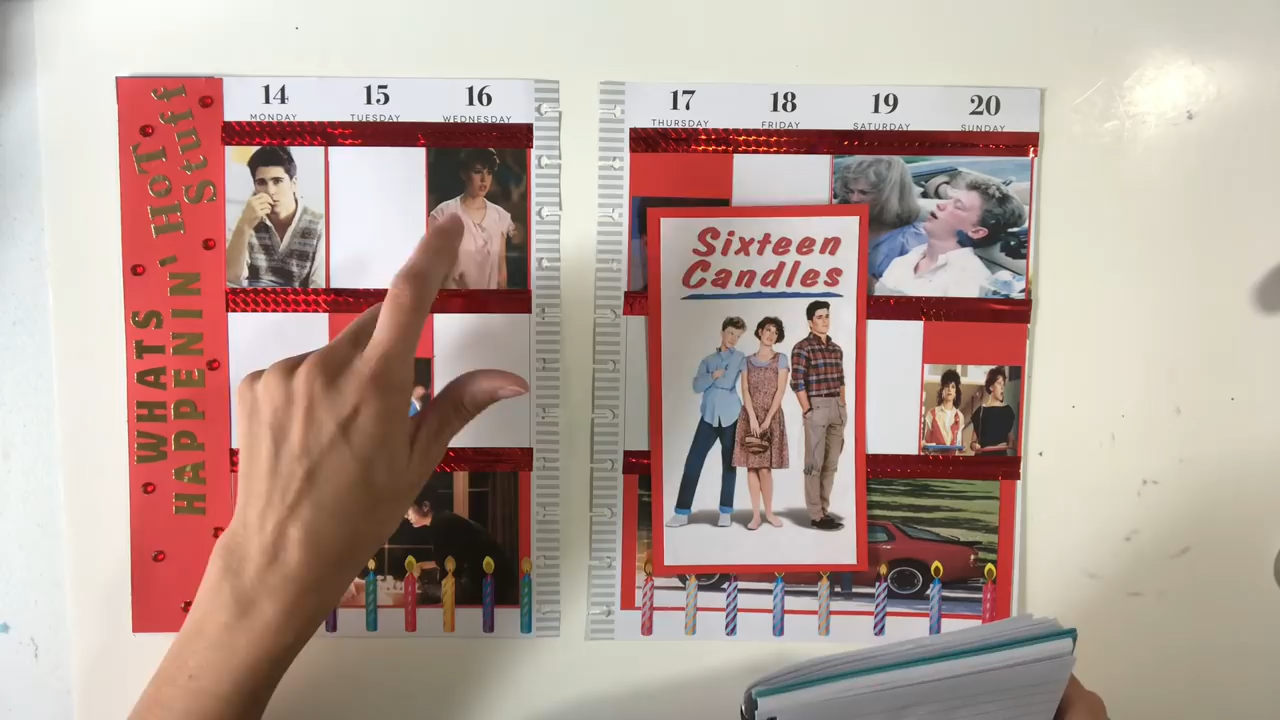 WHATS
HAPPENIN' HOT
Stuff
14
MONDAY
15
TUESDAY
16
WEDNESDAY
17
THURSDAY
18
FRIDAY
19
SATURDAY
20
SUNDAY
Sixteen
Candles